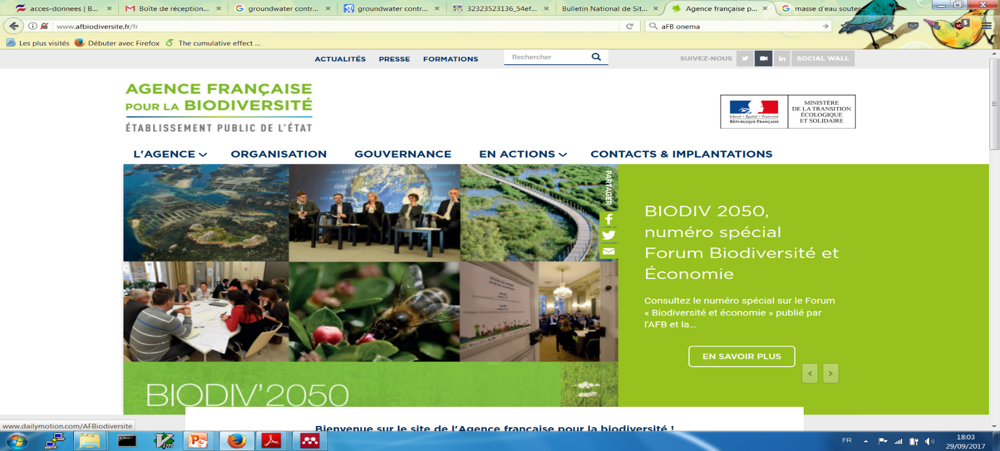 acces-donnees | B...
Boîte de réception...
groundwater contr...
groundwater contr...
32323523136_54ef...
Bulletin National de Sit...
Agence française p...
masse d'eau souter...
www.afbiodiversite.fr/fr
aFB onema
5
Les plus visités
Débuter avec Firefox
The cumulative effect ...
ACTUALITÉS
PRESSE
FORMATIONS
Rechercher
SUIVEZ-NOUS
in
SOCIAL WALL
AGENCE FRANÇAISE
POUR LA BIODIVERSITÉ
ÉTABLISSEMENT PUBLIC DE L'ÉTAT
Liberté • Égalité • Fraternité
RÉPUBLIQUE FRANÇAISE
MINISTÈRE
DE LA TRANSITION
ÉCOLOGIQUE
ET SOLIDAIRE
L'AGENCE
ORGANISATION
GOUVERNANCE
EN ACTIONS
CONTACTS & IMPLANTATIONS
PARTAGER
BIODIV 2050,
numéro spécial
Forum Biodiversité et
Économie
Consultez le numéro spécial sur le Forum
« Biodiversité et économie » publié par
l'AFB et la...
EN SAVOIR PLUS
BIODIV'2050
Bienvenue sur le site de l'Agence française pour la biodiversité !
www.dailymotion.com/AFBiodiversite
FR
18:03
29/09/2017